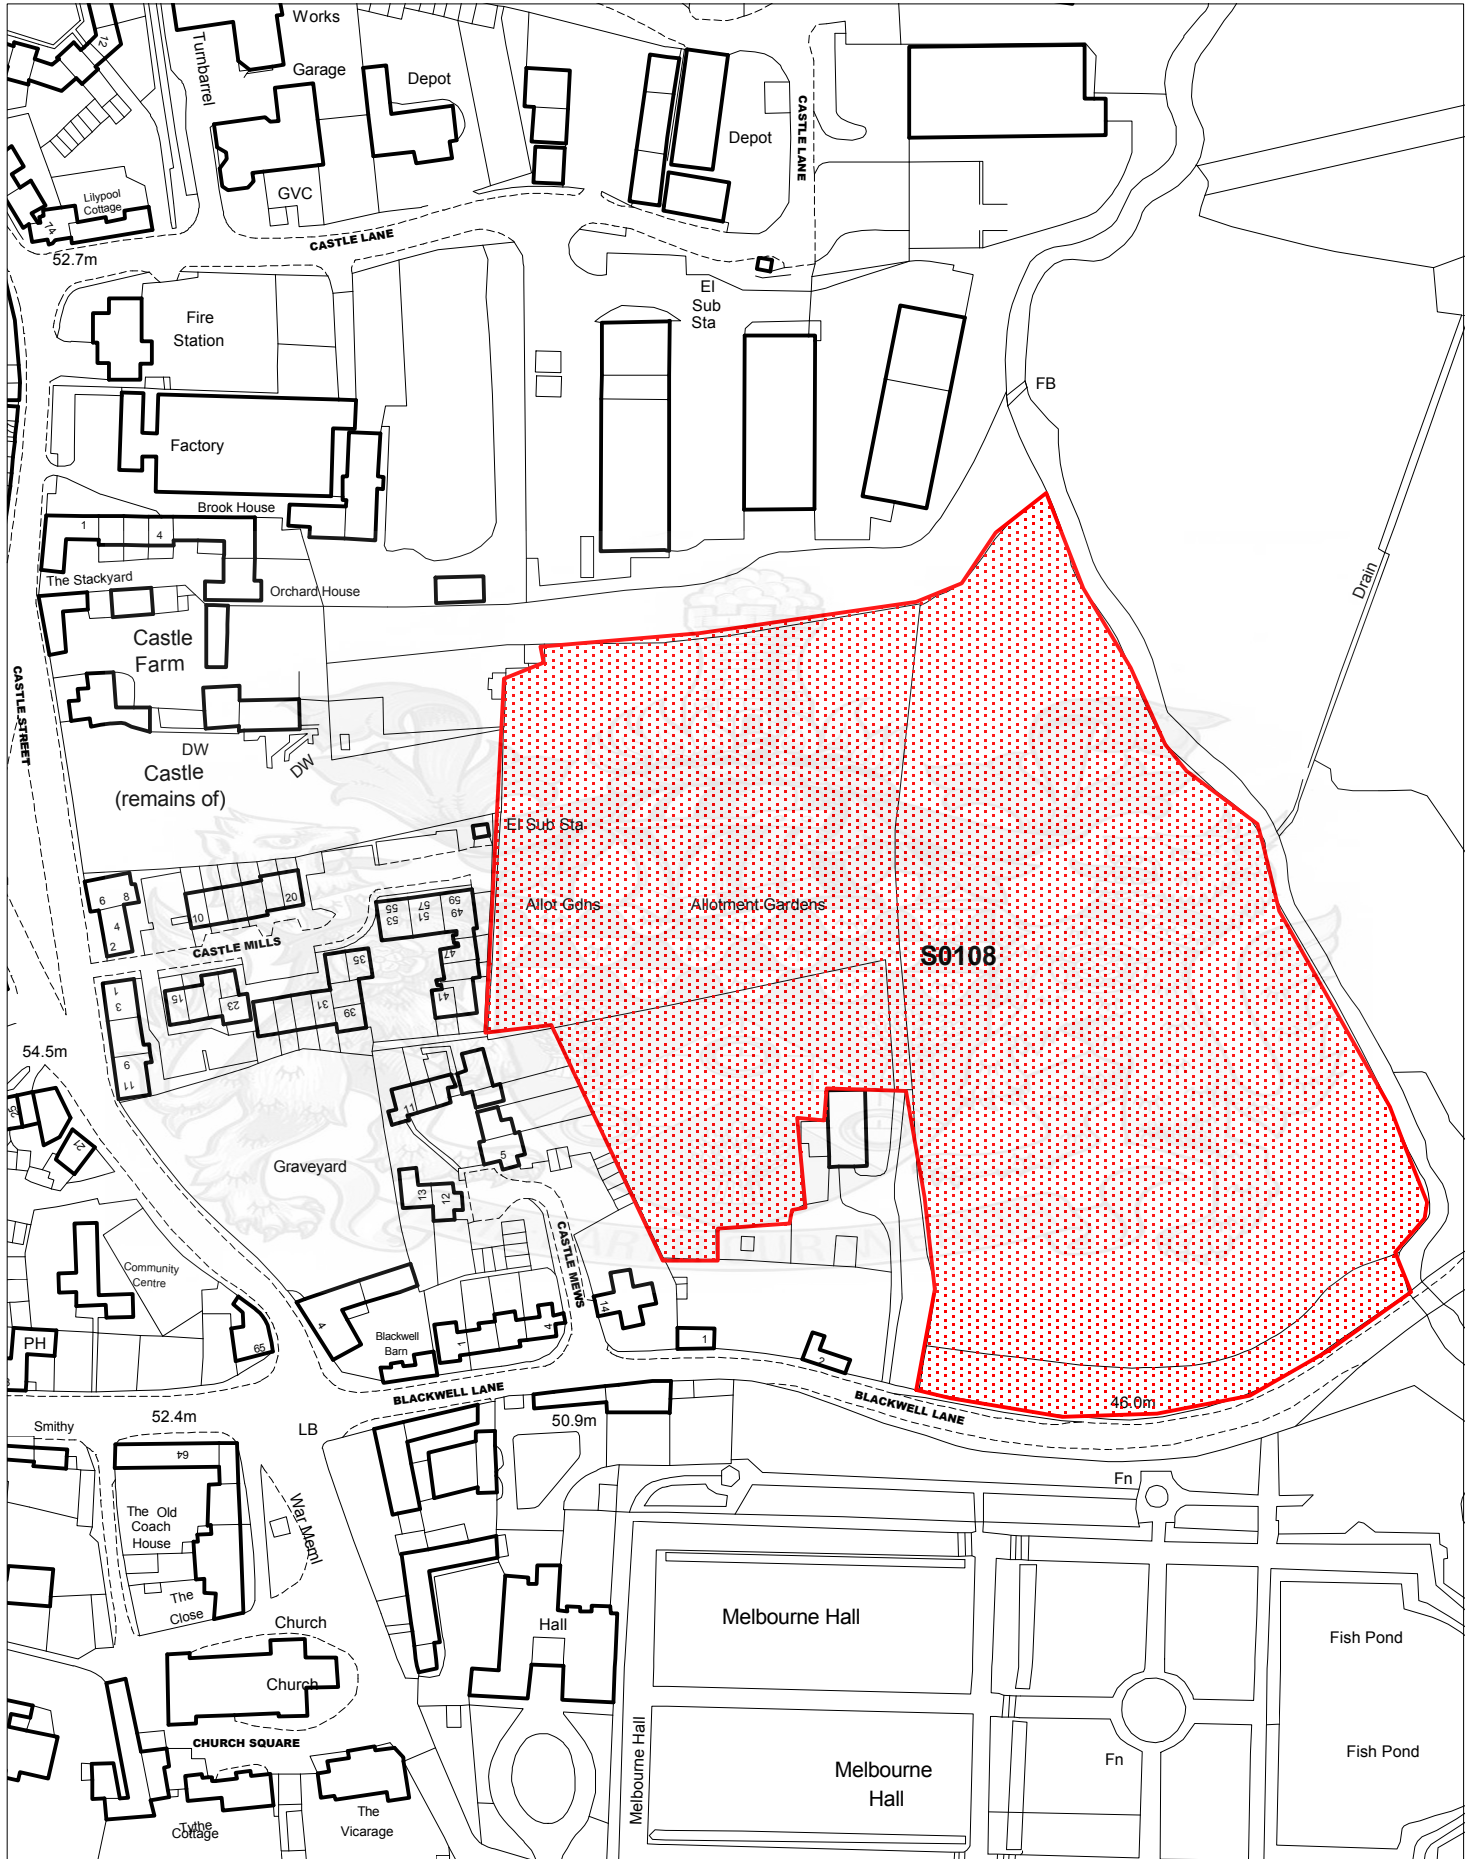 Works
12
Turnbarrel
Garage
Depot
Depot
CASTLE LANE
GVC
Lilypool
Cottage
74
CASTLE LANE
52.7m
El
Sub
Sta
Fire
Station
FB
Factory
Brook House
1
4
The Stackyard
Orchard House
Drain
Castle
Farm
CASTLE STREET
DW
DW
Castle
(remains of)
El Sub Sta
6
8
4
2
10
20
55
53
57
51
59
49
Allot Gdns
Allotment Gardens
CASTLE MILLS
47
35
S0108
1
3
15
23
31
39
41
54.5m
9
11
25
21
11
5
Graveyard
13
12
CASTLE MEWS
Community
Centre
14
4
Blackwell
Barn
1
4
1
2
PH
65
BLACKWELL LANE
BLACKWELL LANE
46.0m
52.4m
50.9m
Smithy
LB
64
Fn
The Old
Coach
House
War Meml
The
Close
Church
Hall
Melbourne Hall
Fish Pond
Church
CHURCH SQUARE
Melbourne Hall
Fn
Fish Pond
Melbourne
Hall
Tythe
Cottage
The
Vicarage